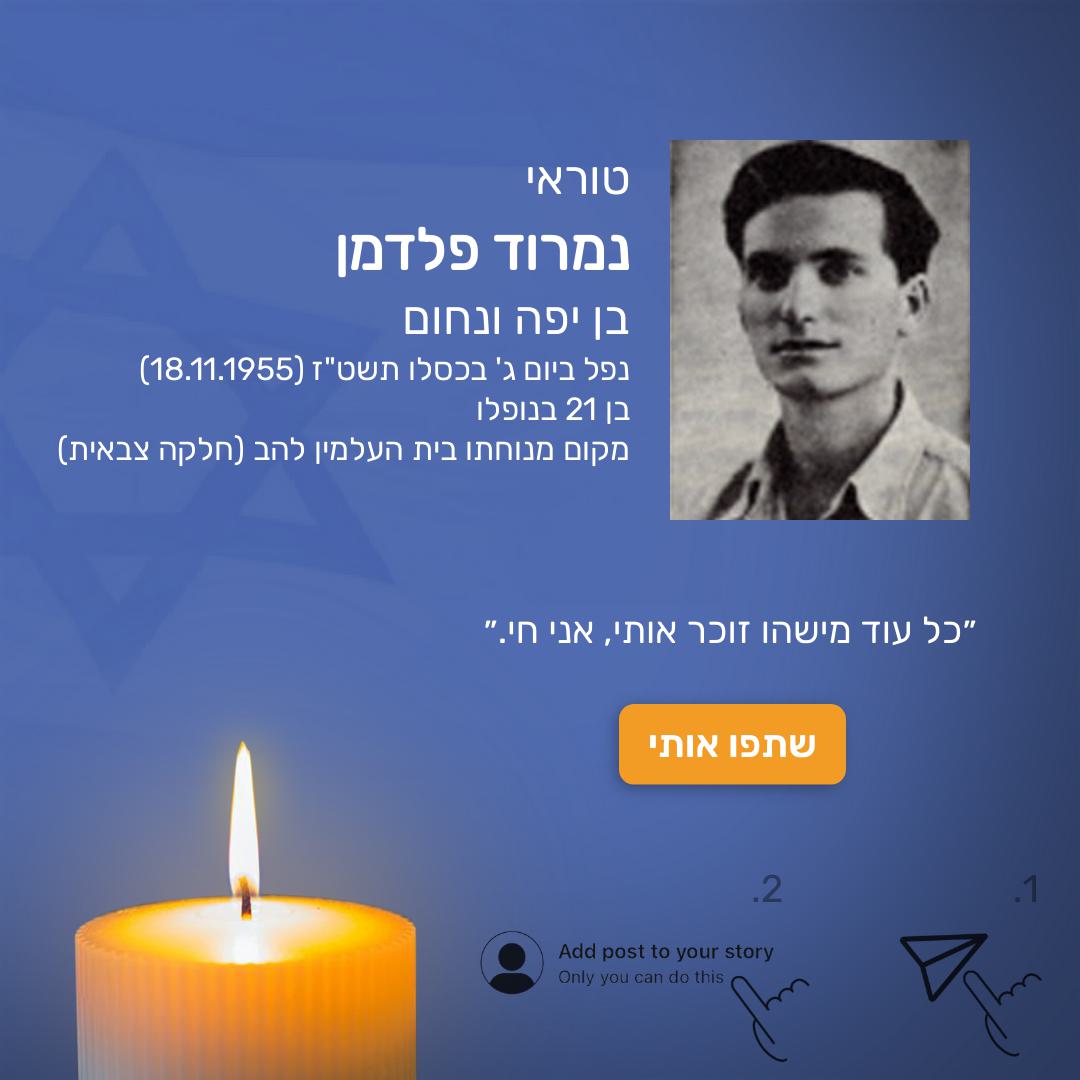 טוראי
נמרוד פלדמן
בן יפה ונחום
נפל ביום ג' בכסלו תשט"ז (18.11.1955)
בן 21 בנופלו
מקום מנוחתו בית העלמין להב (חלקה צבאית)
״כל עוד מישהו זוכר אותי, אני חי.״
שתפו אותי
.1
.2
Add post to your story
Only you can do this